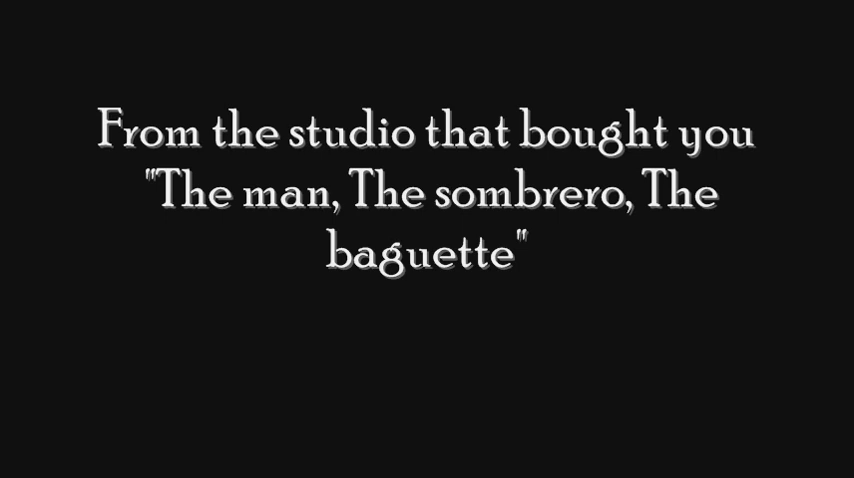 From the studio that bought you
"The man, The sombrero, The
baguette"